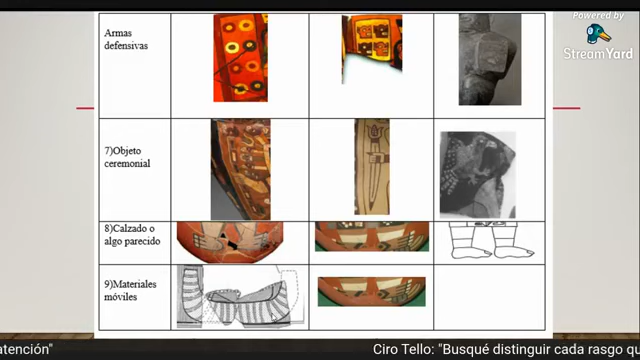 Powered by
StreamYard
Armas
defensivas
7)Objeto
ceremonial
8)Calzado o
algo parecido
9)Materiales
móviles
atención"
Ciro Tello: "Busqué distinguir cada rasgo qu